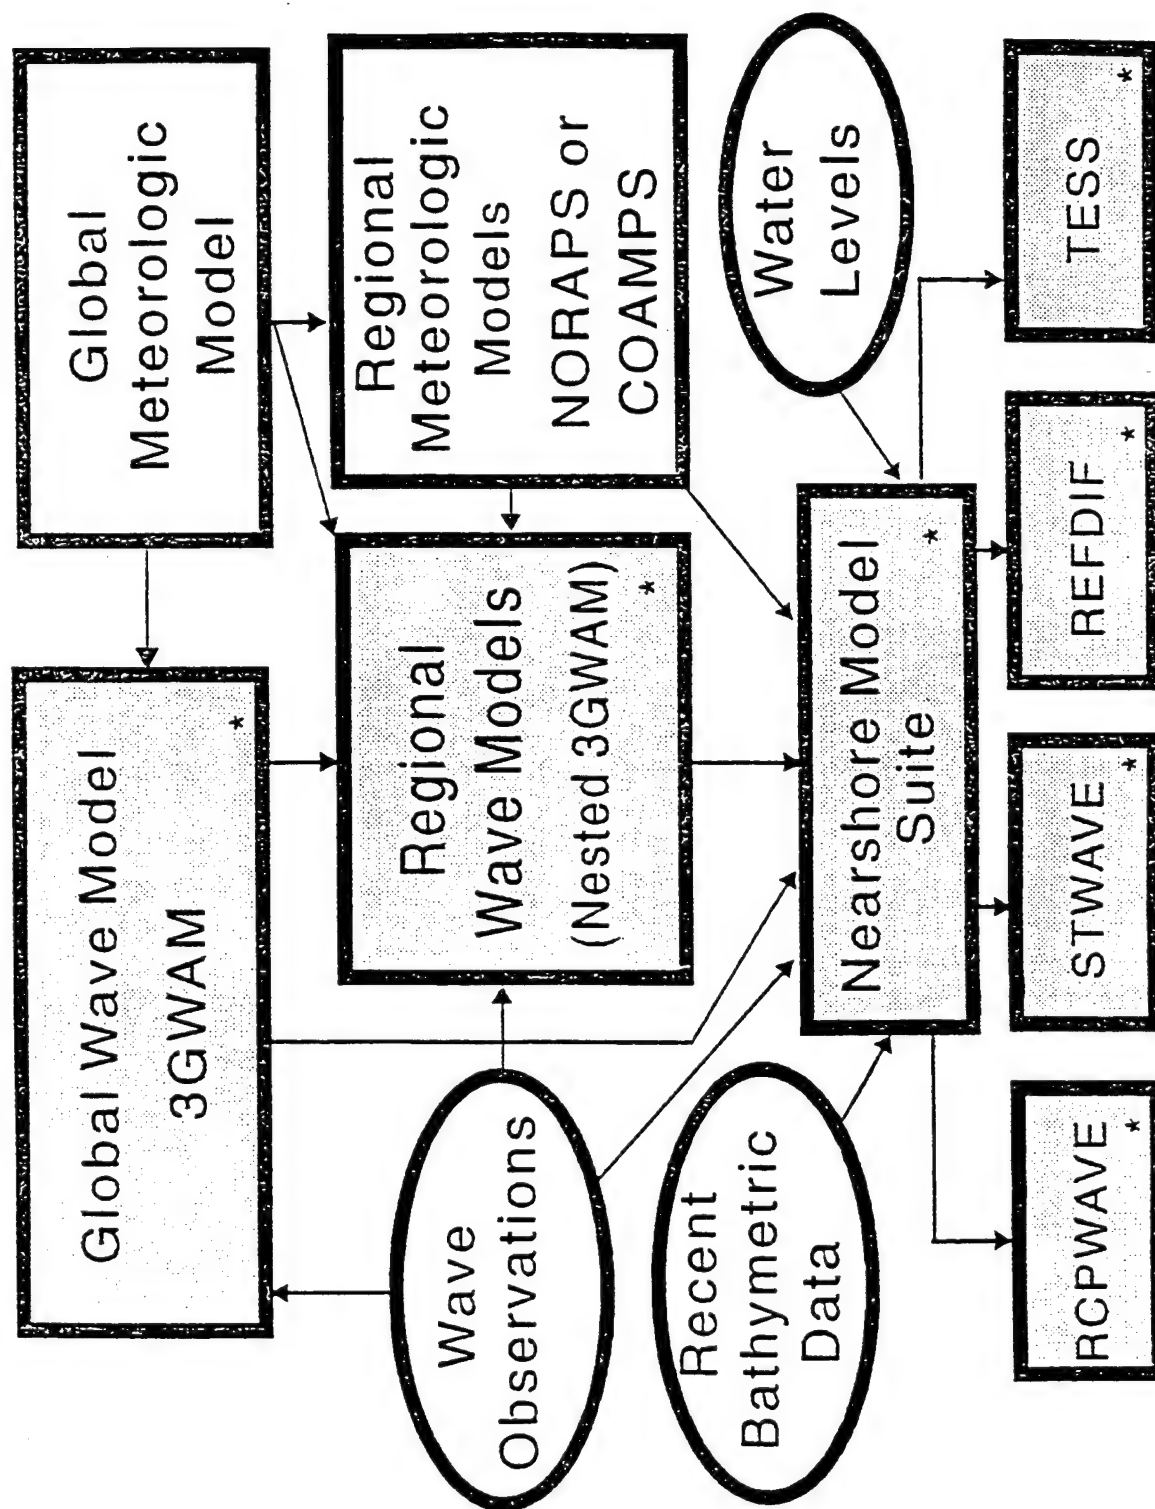 Global Wave Model
3GWAM
*
Global
Meteorologic
Model
Wave
Observations
Regional
Wave Models
(Nested 3GWAM)
*
Regional
Meteorologic
Models
NORAPS or
COAMPS
Recent
Bathymetric
Data
Nearshore Model
Suite
*
Water
Levels
RCPWAVE
*
STWAVE
*
REFDIF
*
TESS
*